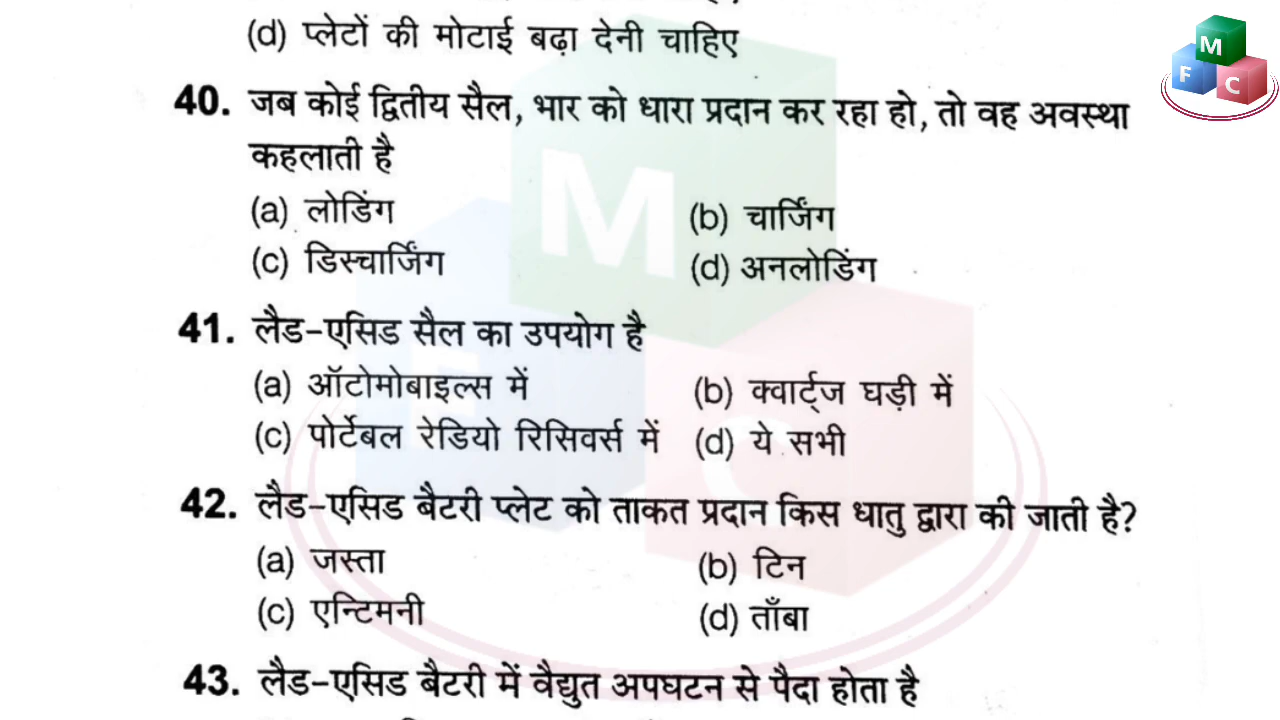 (d) प्लेटों की मोटाई बढ़ा देनी चाहिए
40. जब कोई द्वितीय सैल, भार को धारा प्रदान कर रहा हो, तो वह अवस्था
कहलाती है
(a) लोडिंग (b) चार्जिंग
(c) डिस्चार्जिंग (d) अनलोडिंग
41. लैड-एसिड सैल का उपयोग है
(a) ऑटोमोबाइल्स में (b) क्वार्ट्ज घड़ी में
(c) पोर्टेबल रेडियो रिसिवर्स में (d) ये सभी
42. लैड-एसिड बैटरी प्लेट को ताकत प्रदान किस धातु द्वारा की जाती है?
(a) जस्ता (b) टिन
(c) एन्टिमनी (d) ताँबा
43. लैड-एसिड बैटरी में वैद्युत अपघटन से पैदा होता है
M
F C
M
F C